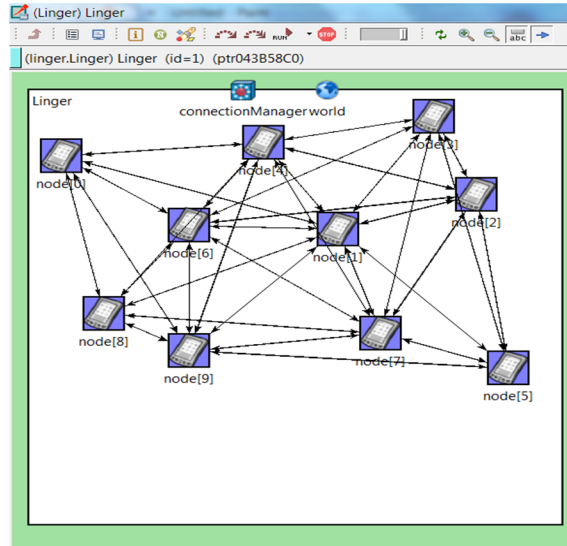 (Linger) Linger
RUN
STOP
abc
(linger.Linger) Linger (id=1) (ptr043B58C0)
Linger
connectionManager
world
node[3]
node[0]
node[4]
node[2]
node[6]
node[1]
node[8]
node[9]
node[7]
node[5]